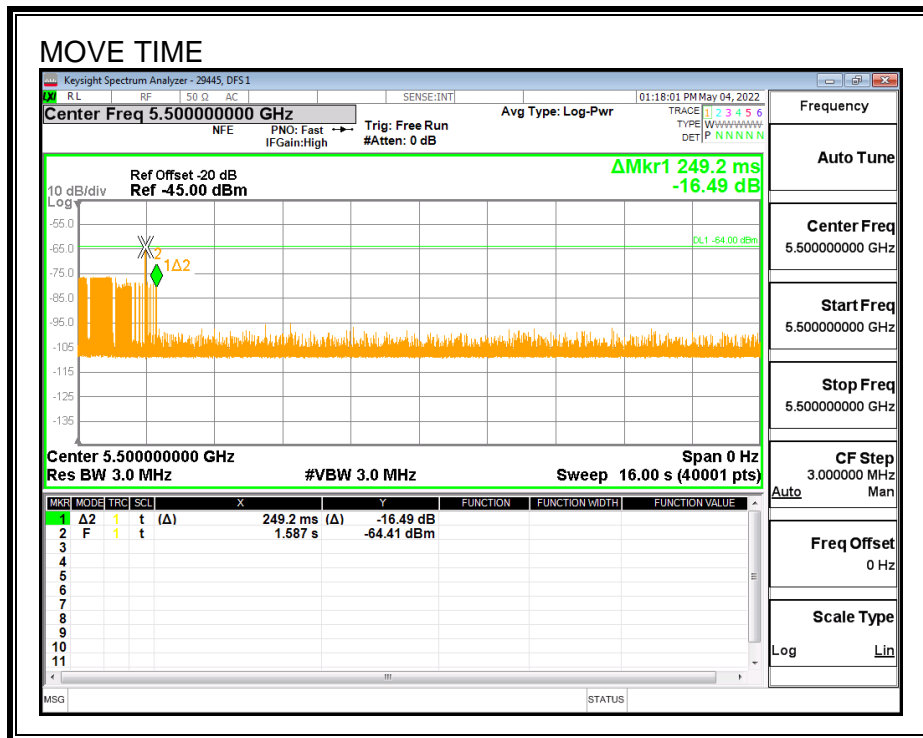 MOVE TIME
Keysight Spectrum Analyzer - 29445, DFS 1
LXI RL RF 50 Ω AC SENSE:INT 01:18:01 PM May 04, 2022
Center Freq 5.500000000 GHz Avg Type: Log-Pwr TRACE 1 2 3 4 5 6
NFE PNO: Fast Trig: Free Run TYPE WWWWWW
IFGain:High #Atten: 0 dB DET P N N N N N
ΔMkr1 249.2 ms
Ref Offset -20 dB
10 dB/div Ref -45.00 dBm -16.49 dB
Log
-55.0
DL1 -64.00 dBm
-65.0
2
1Δ2
-75.0
-85.0
-95.0
-105
-115
-125
-135
Center 5.500000000 GHz Span 0 Hz
Res BW 3.0 MHz #VBW 3.0 MHz Sweep 16.00 s (40001 pts)
MKR MODE TRC SCL X Y FUNCTION FUNCTION WIDTH FUNCTION VALUE
1 Δ2 1 t (Δ) 249.2 ms (Δ) -16.49 dB
2 F 1 t 1.587 s -64.41 dBm
3
4
5
6
7
8
9
10
11
MSG STATUS
Frequency
Auto Tune
Center Freq
5.500000000 GHz
Start Freq
5.500000000 GHz
Stop Freq
5.500000000 GHz
CF Step
3.000000 MHz
Auto Man
Freq Offset
0 Hz
Scale Type
Log Lin